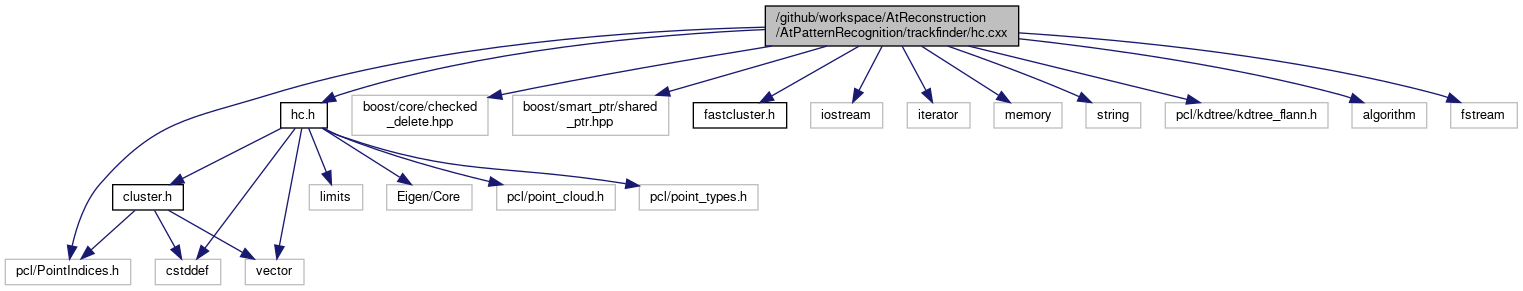 /github/workspace/AtReconstruction
/AtPatternRecognition/trackfinder/hc.cxx
hc.h
boost/core/checked
_delete.hpp
boost/smart_ptr/shared
_ptr.hpp
fastcluster.h
iostream
iterator
memory
string
pcl/kdtree/kdtree_flann.h
algorithm
fstream
cluster.h
limits
Eigen/Core
pcl/point_cloud.h
pcl/point_types.h
pcl/PointIndices.h
cstddef
vector